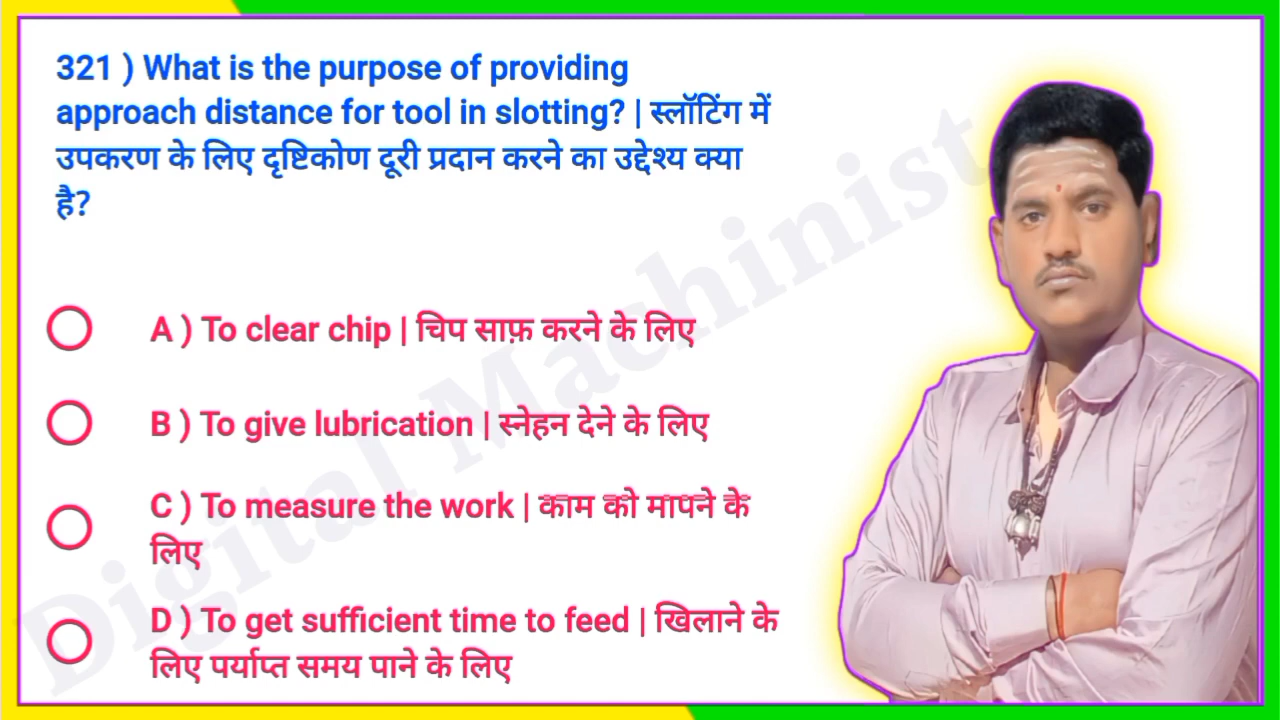 321 ) What is the purpose of providing
approach distance for tool in slotting? | स्लॉटिंग में
उपकरण के लिए दृष्टिकोण दूरी प्रदान करने का उद्देश्य क्या
है?
A ) To clear chip | चिप साफ़ करने के लिए
B ) To give lubrication | स्नेहन देने के लिए
C ) To measure the work | काम को मापने के
लिए
D ) To get sufficient time to feed | खिलाने के
लिए पर्याप्त समय पाने के लिए
Digital Machinist